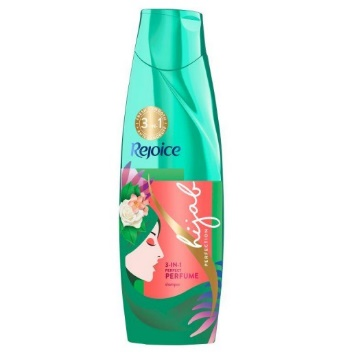 3in1
Rejoice
hijab
PERFECTION
3-IN-1
PERFECT
PERFUME
shampoo